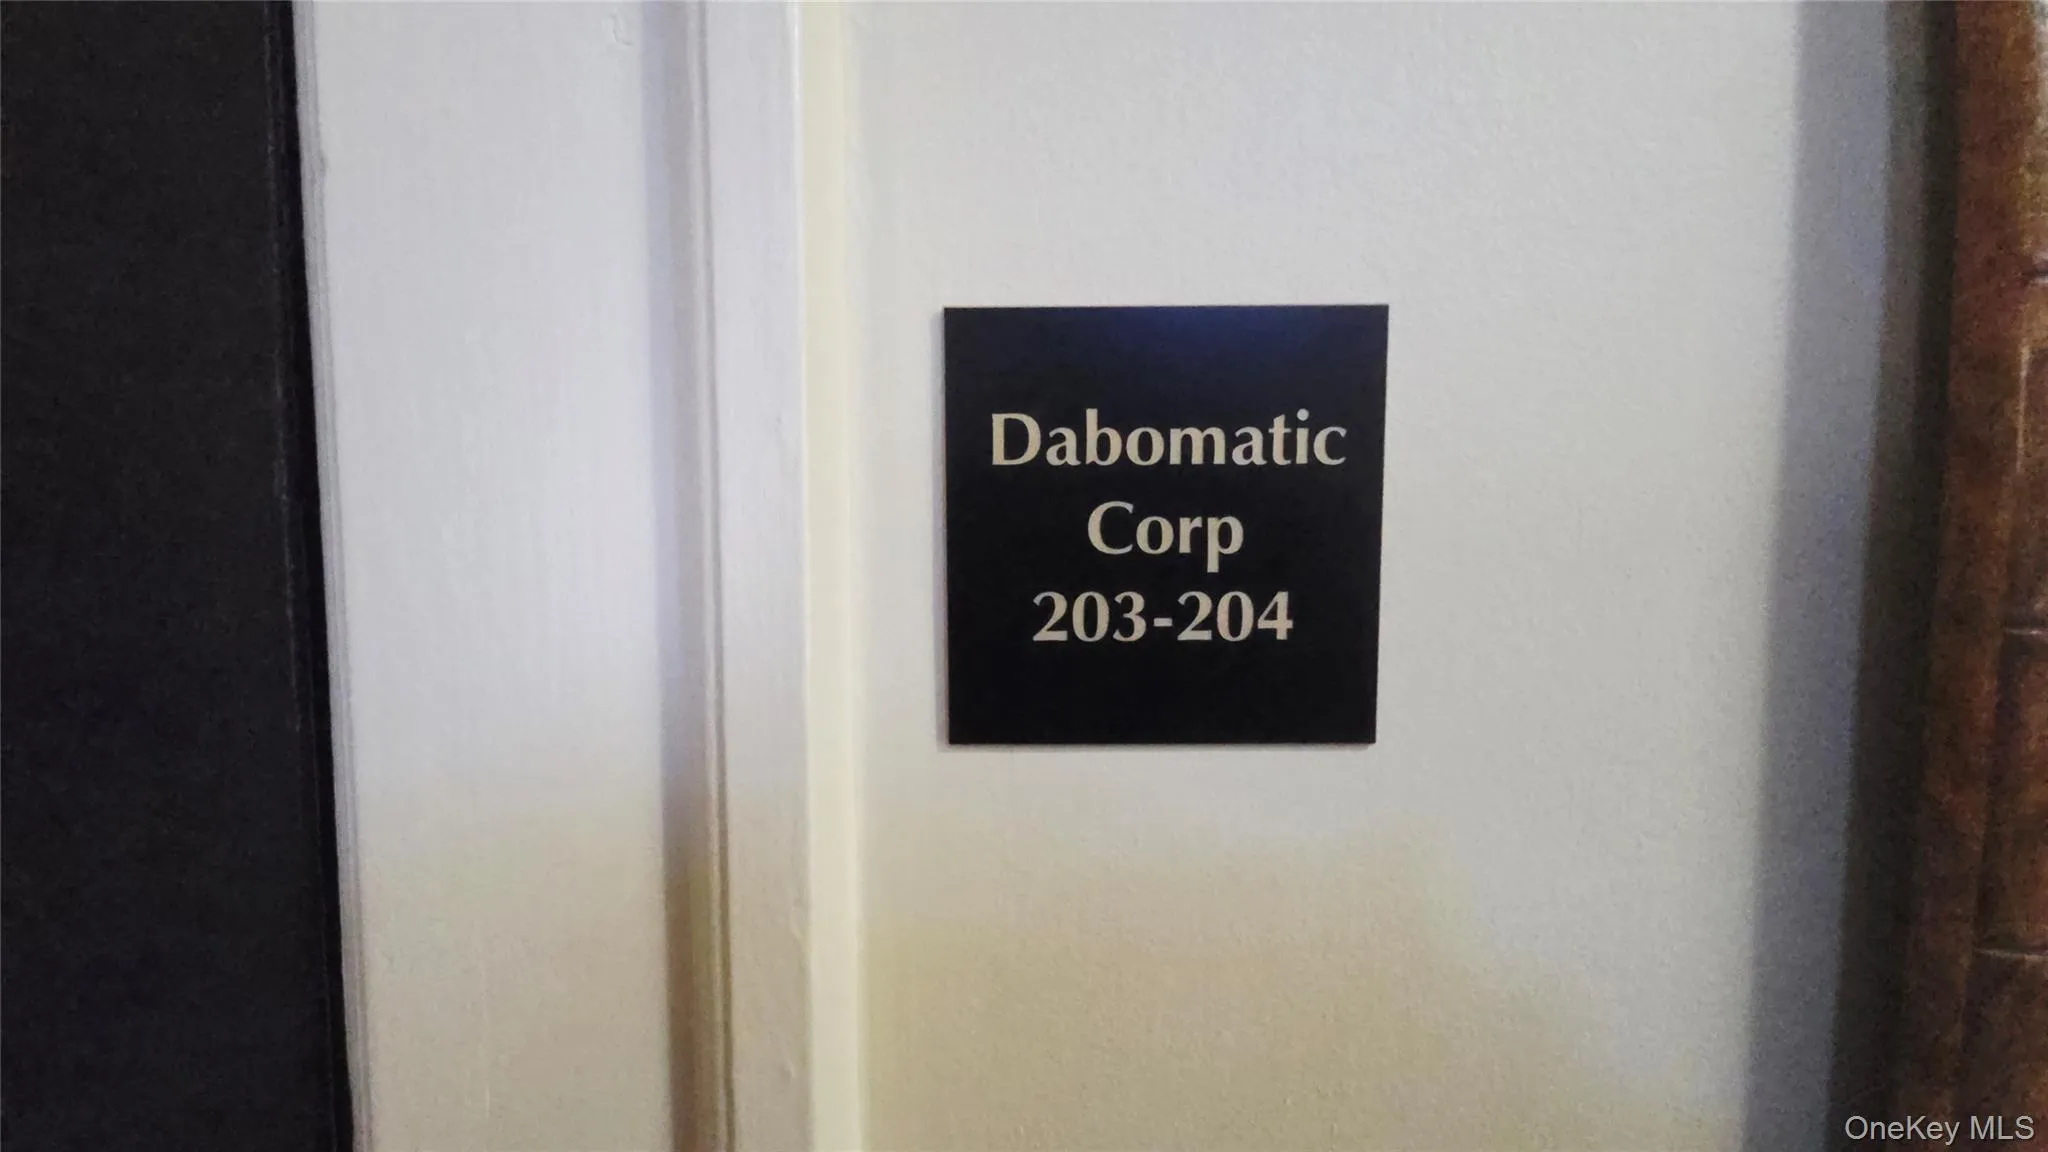 Dabomatic
Corp
203-204
OneKey MLS